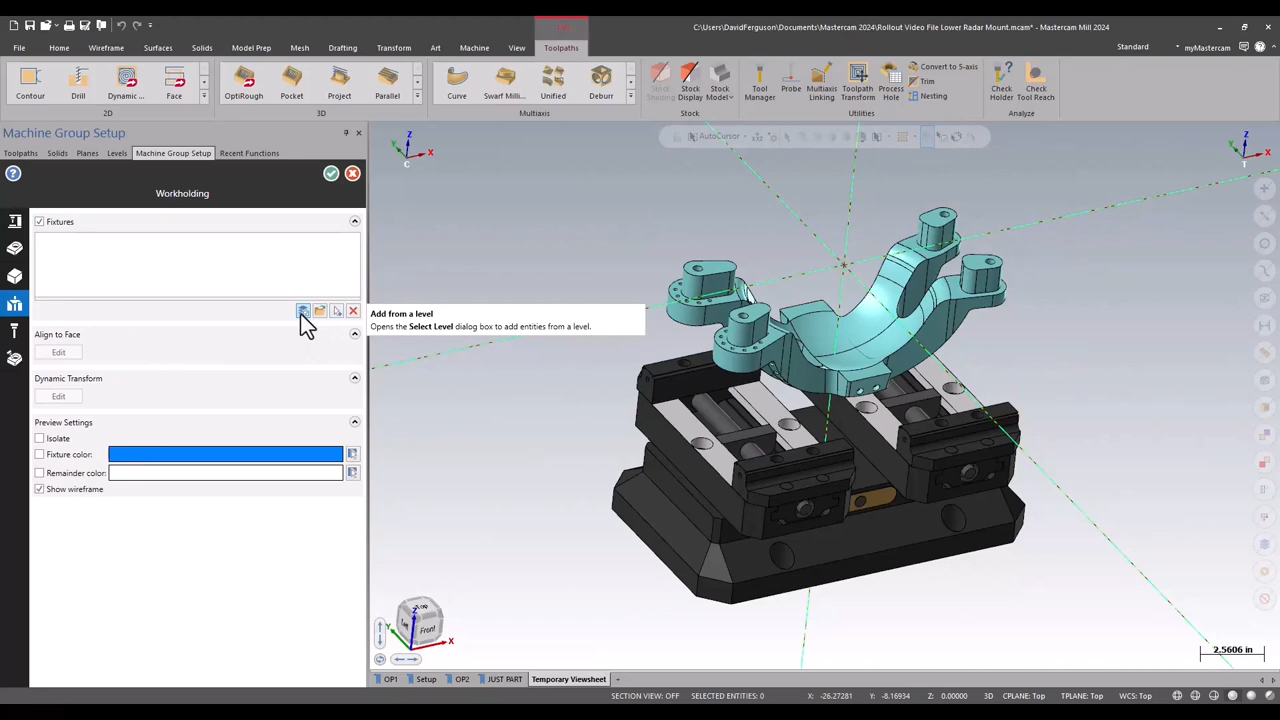 C:\Users\DavidFerguson\Documents\Mastercam 2024\Rollout Video File Lower Radar Mount.mcam* - Mastercam Mill 2024
File Home Wireframe Surfaces Solids Model Prep Mesh Drafting Transform Art Machine View Toolpaths
Standard myMastercam
Contour Drill Dynamic ... Face OptiRough Pocket Project Parallel Curve Swarf Milli... Unified Deburr
Stock Shading Stock Display Stock Model Tool Manager Probe Multiaxis Linking Toolpath Transform Process Hole
Convert to 5-axis
Trim
Nesting
Check Holder Check Tool Reach
2D 3D Multiaxis Stock Utilities Analyze
Machine Group Setup
Toolpaths Solids Planes Levels Machine Group Setup Recent Functions
Workholding
Fixtures
Add from a level
Opens the Select Level dialog box to add entities from a level.
Align to Face
Edit
Dynamic Transform
Edit
Preview Settings
Isolate
Fixture color:
Remainder color:
Show wireframe
AutoCursor
Z
Y X
C
Z
Y X
T
Z
Y X
Front
2.5606 in
OP1 Setup OP2 JUST PART Temporary Viewsheet +
SECTION VIEW: OFF SELECTED ENTITIES: 0 X: -26.27281 Y: -8.16934 Z: 0.00000 3D CPLANE: Top TPLANE: Top WCS: Top